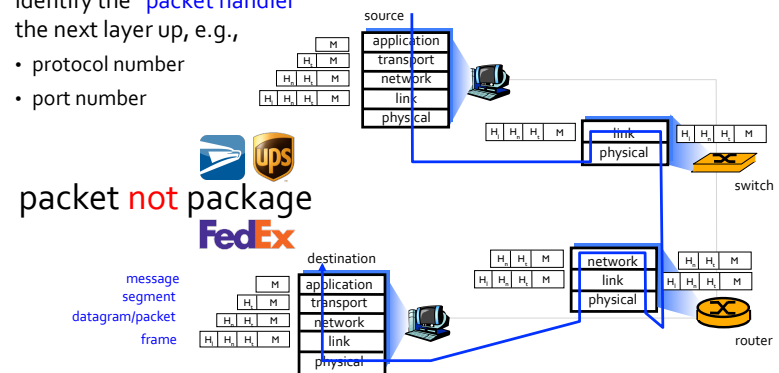 identify the "packet handler"
the next layer up, e.g.,
• protocol number
• port number
source
M
application
Ht M
transport
Hn Ht M
network
Hl Hn Ht M
link
physical
Hl Hn Ht M
link
Hl Hn Ht M
physical
switch
ups
packet not package
FedEx
destination
Hn Ht M
network
Hn Ht M
Hl Hn Ht M
link
Hl Hn Ht M
physical
router
message
M
application
segment
Ht M
transport
datagram/packet
Hn Ht M
network
frame
Hl Hn Ht M
link
physical